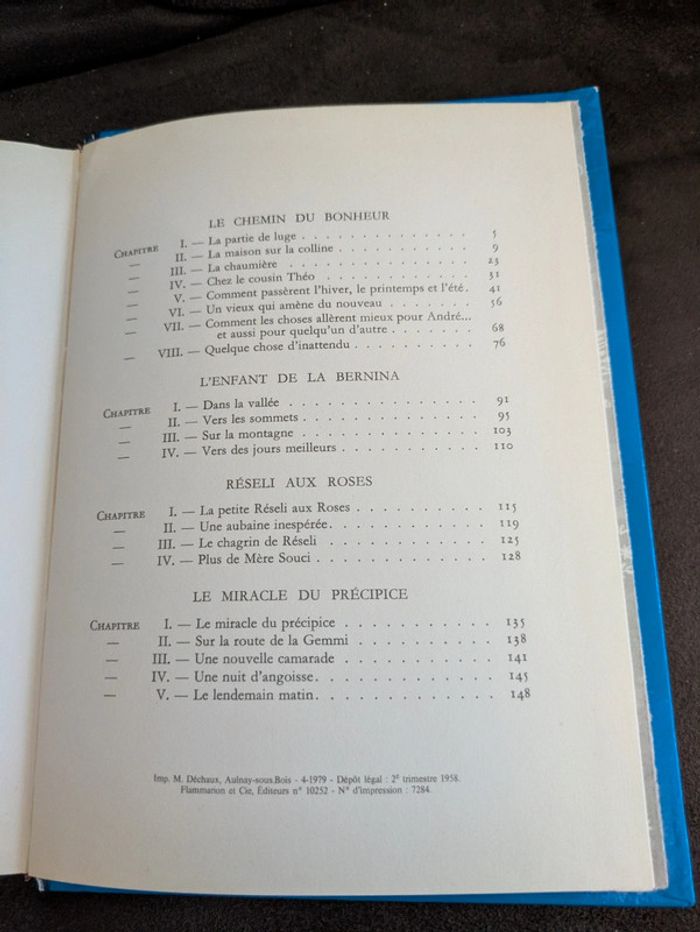 LE CHEMIN DU BONHEUR
CHAPITRE I. — La partie de luge . . . . . . . . . . . . . . 5
— II. — La maison sur la colline . . . . . . . . . . . 9
— III. — La chaumière . . . . . . . . . . . . . . . 23
— IV. — Chez le cousin Théo . . . . . . . . . . . . 31
— V. — Comment passèrent l'hiver, le printemps et l'été. 41
— VI. — Un vieux qui amène du nouveau . . . . . . . 56
— VII. — Comment les choses allèrent mieux pour André...
et aussi pour quelqu'un d'autre . . . . . . . 68
— VIII. — Quelque chose d'inattendu . . . . . . . . . . 76
L'ENFANT DE LA BERNINA
CHAPITRE I. — Dans la vallée . . . . . . . . . . . . . . . 91
— II. — Vers les sommets . . . . . . . . . . . . . . 95
— III. — Sur la montagne . . . . . . . . . . . . . . 103
— IV. — Vers des jours meilleurs . . . . . . . . . . . 110
RÉSELI AUX ROSES
CHAPITRE I. — La petite Réseli aux Roses . . . . . . . . . . 115
— II. — Une aubaine inespérée. . . . . . . . . . . . 119
— III. — Le chagrin de Réseli . . . . . . . . . . . . 125
— IV. — Plus de Mère Souci . . . . . . . . . . . . . 128
LE MIRACLE DU PRÉCIPICE
CHAPITRE I. — Le miracle du précipice . . . . . . . . . . . 135
— II. — Sur la route de la Gemmi . . . . . . . . . . 138
— III. — Une nouvelle camarade . . . . . . . . . . . 141
— IV. — Une nuit d'angoisse. . . . . . . . . . . . . 145
— V. — Le lendemain matin. . . . . . . . . . . . . 148
Imp. M. Déchaux, Aulnay-sous.Bois - 4-1979 - Dépôt légal : 2e trimestre 1958.
Flammarion et Cie, Éditeurs n° 10252 - N° d'impression : 7284.